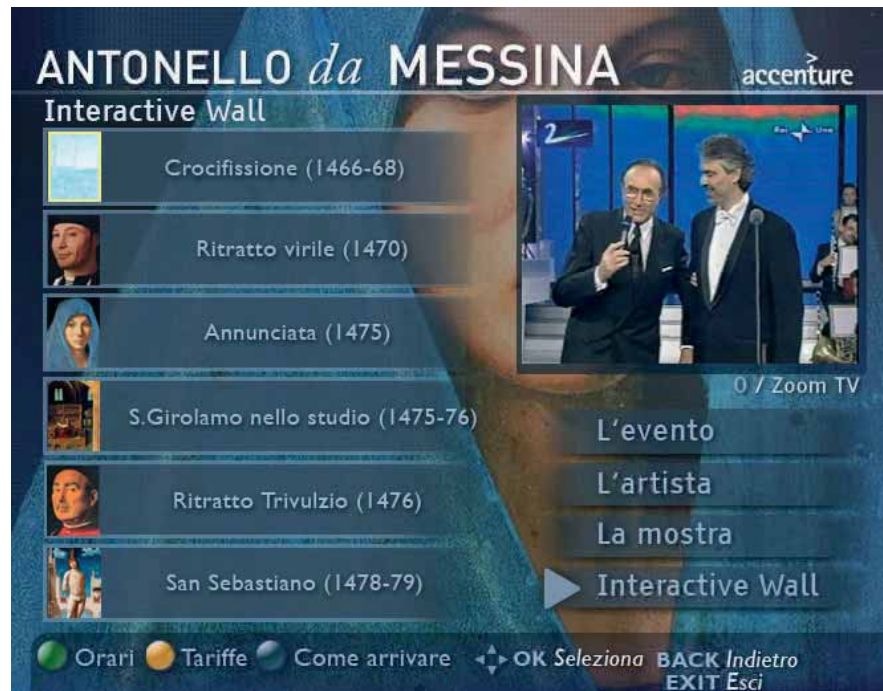 ANTONELLO da MESSINA
accenture
Interactive Wall
Crocifissione (1466-68)
Ritratto virile (1470)
Annunciata (1475)
S.Girolamo nello studio (1475-76)
Ritratto Trivulzio (1476)
San Sebastiano (1478-79)
2
Rai Uno
0 / Zoom TV
L'evento
L'artista
La mostra
Interactive Wall
Orari Tariffe Come arrivare OK Seleziona BACK Indietro
EXIT Esci